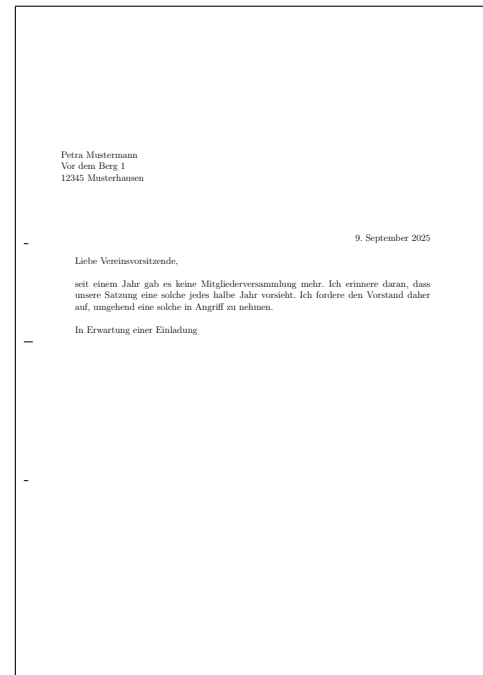 Petra Mustermann
Vor dem Berg 1
12345 Musterhausen
9. September 2025
Liebe Vereinsvorsitzende,
seit einem Jahr gab es keine Mitgliederversammlung mehr. Ich erinnere daran, dass
unsere Satzung eine solche jedes halbe Jahr vorsieht. Ich fordere den Vorstand daher
auf, umgehend eine solche in Angriff zu nehmen.
In Erwartung einer Einladung